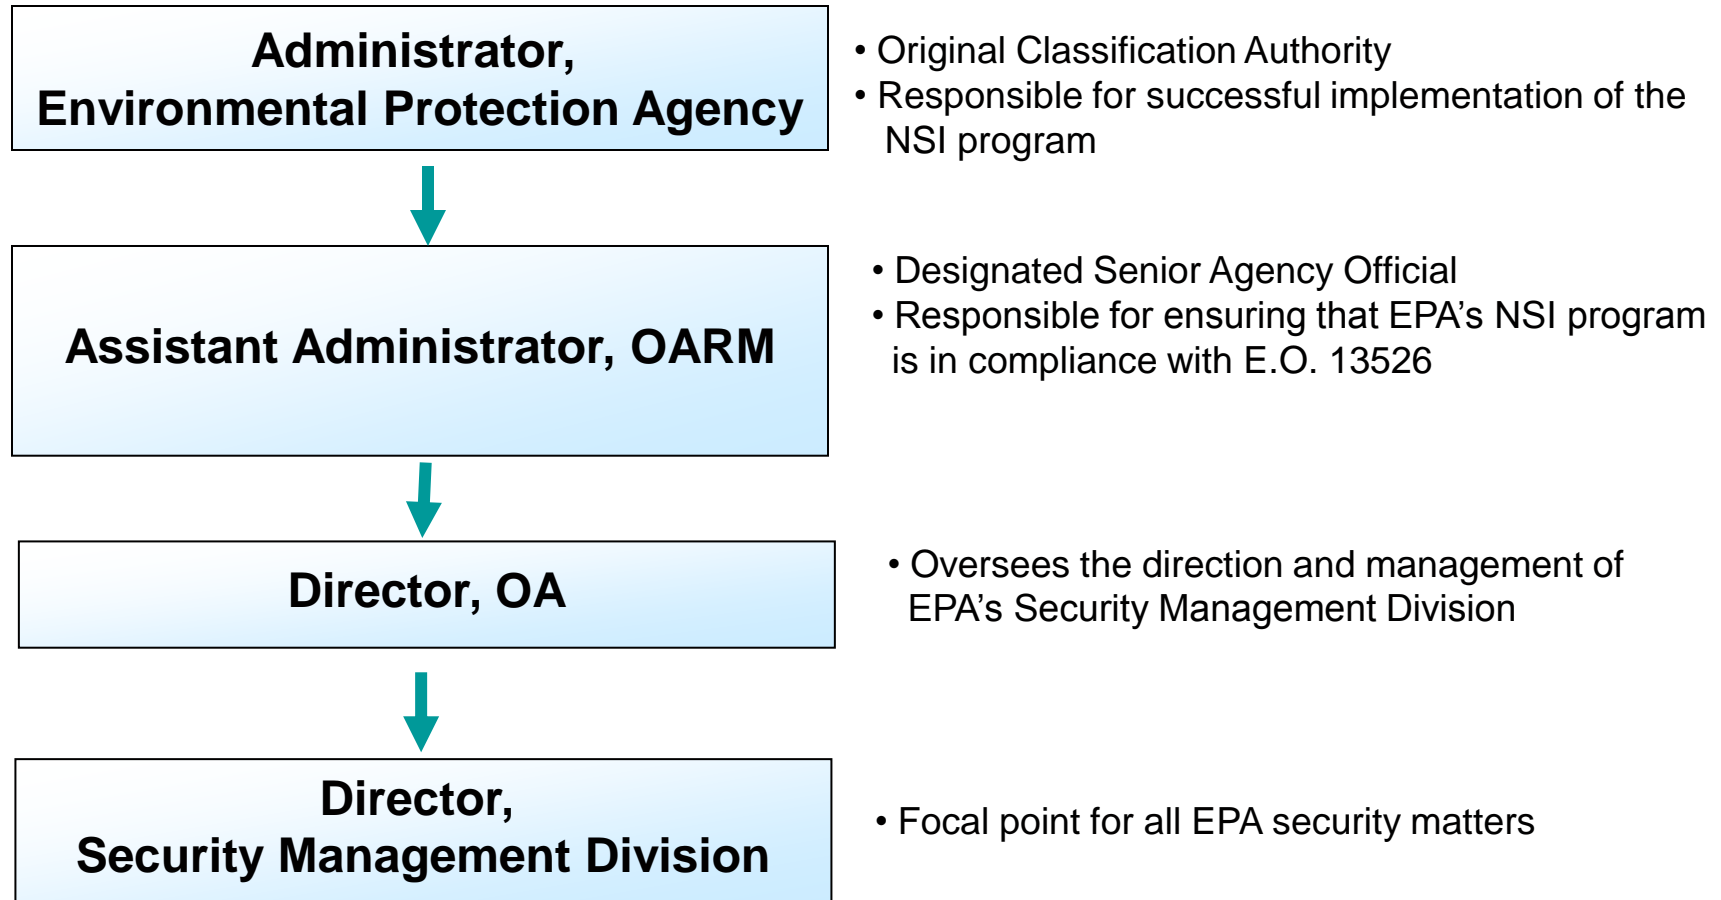 Administrator,
Environmental Protection Agency
• Original Classification Authority
• Responsible for successful implementation of the
NSI program
Assistant Administrator, OARM
• Designated Senior Agency Official
• Responsible for ensuring that EPA’s NSI program
is in compliance with E.O. 13526
Director, OA
• Oversees the direction and management of
EPA’s Security Management Division
Director,
Security Management Division
• Focal point for all EPA security matters